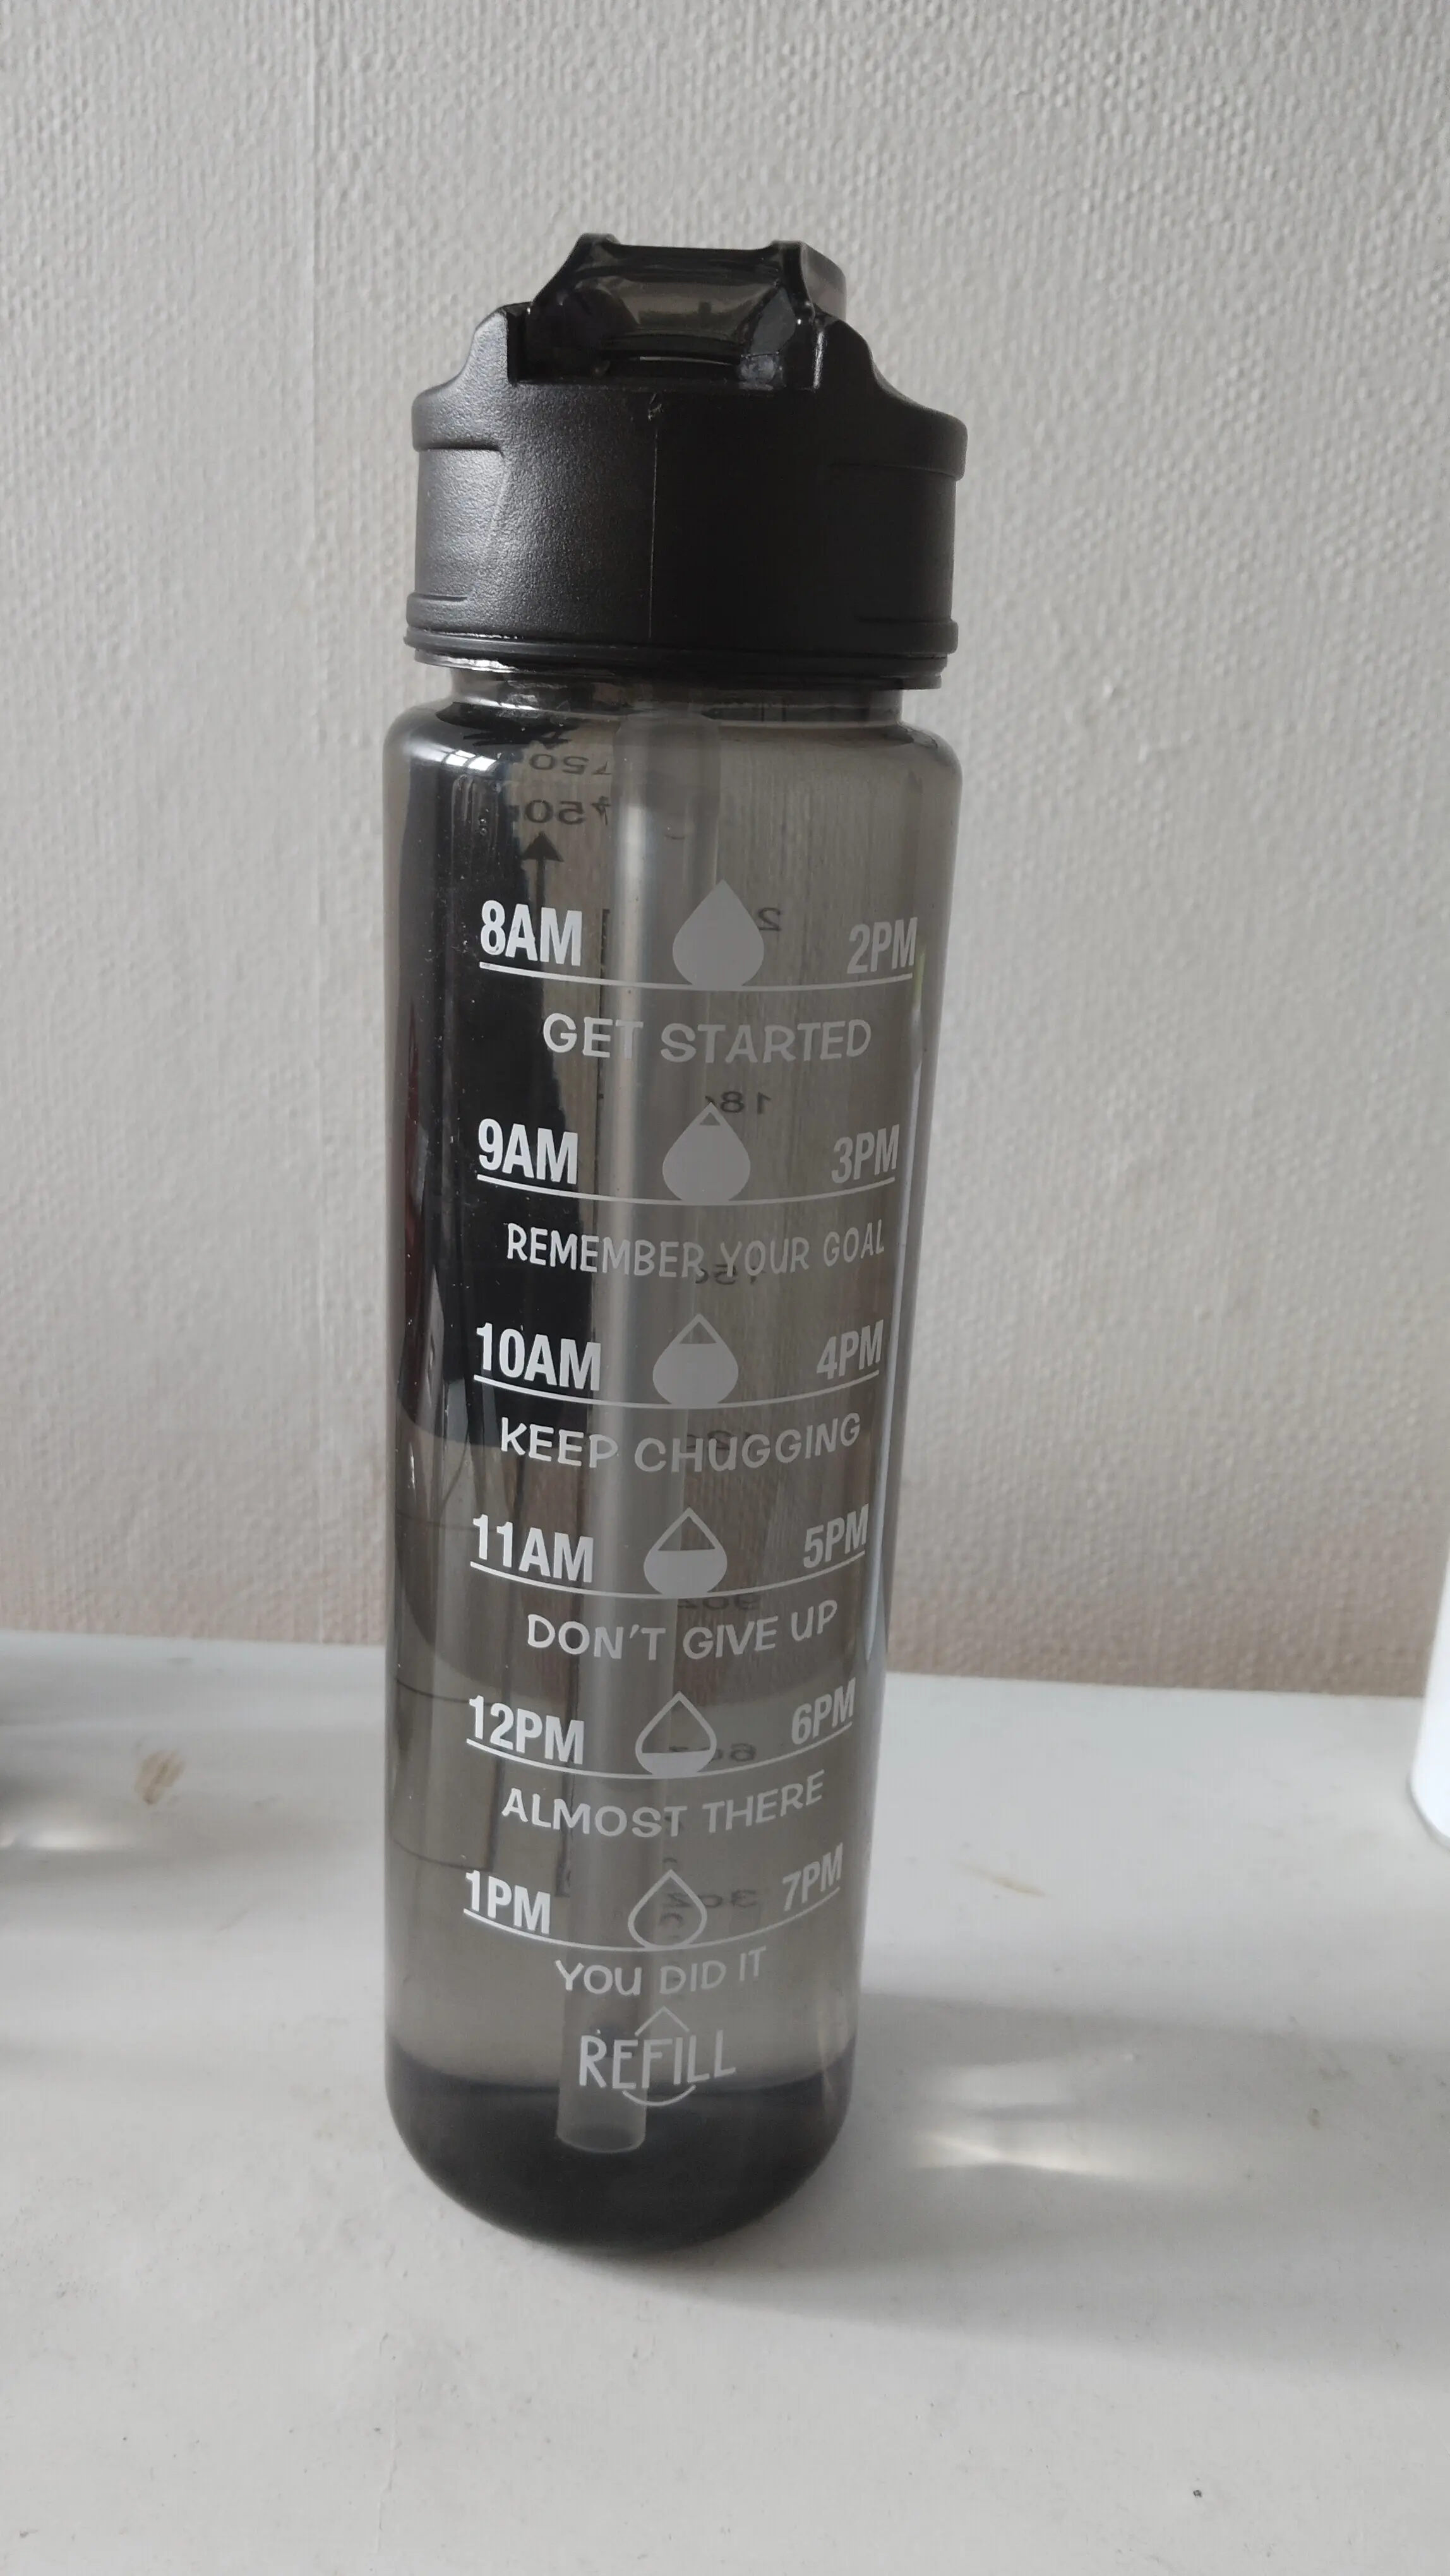 8AM 2PM
GET STARTED
9AM 3PM
REMEMBER YOUR GOAL
10AM 4PM
KEEP CHUGGING
11AM 5PM
DON'T GIVE UP
12PM 6PM
ALMOST THERE
1PM 7PM
YOU DID IT
REFILL